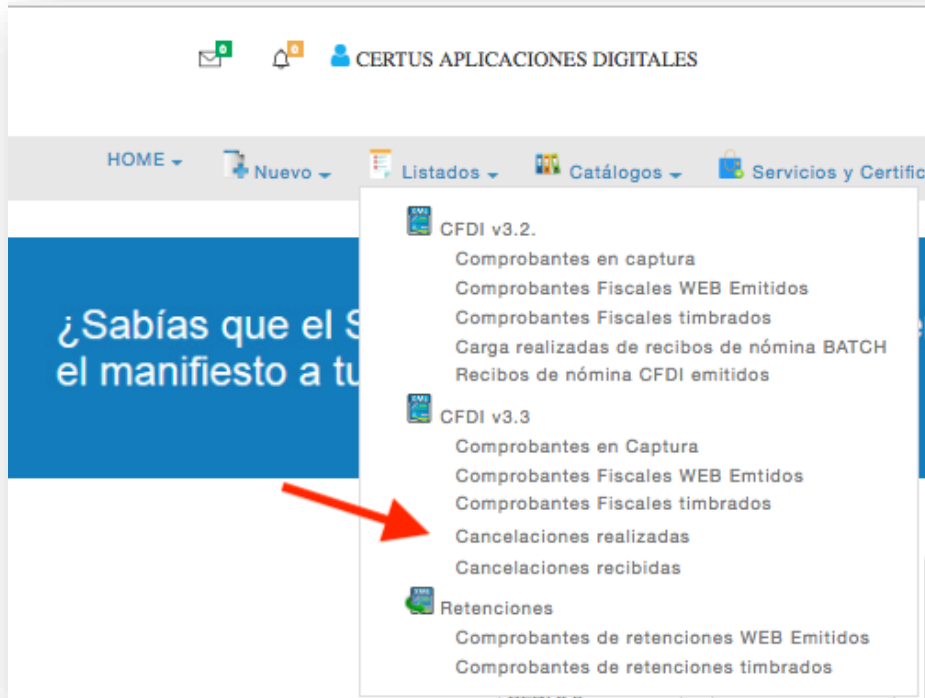 0 0 CERTUS APLICACIONES DIGITALES
HOME Nuevo Listados Catálogos Servicios y Certific
CFDI v3.2.
Comprobantes en captura
Comprobantes Fiscales WEB Emitidos
Comprobantes Fiscales timbrados
Carga realizadas de recibos de nómina BATCH
Recibos de nómina CFDI emitidos
CFDI v3.3
Comprobantes en Captura
Comprobantes Fiscales WEB Emtidos
Comprobantes Fiscales timbrados
Cancelaciones realizadas
Cancelaciones recibidas
Retenciones
Comprobantes de retenciones WEB Emitidos
Comprobantes de retenciones timbrados
¿Sabías que el S
el manifiesto a tu